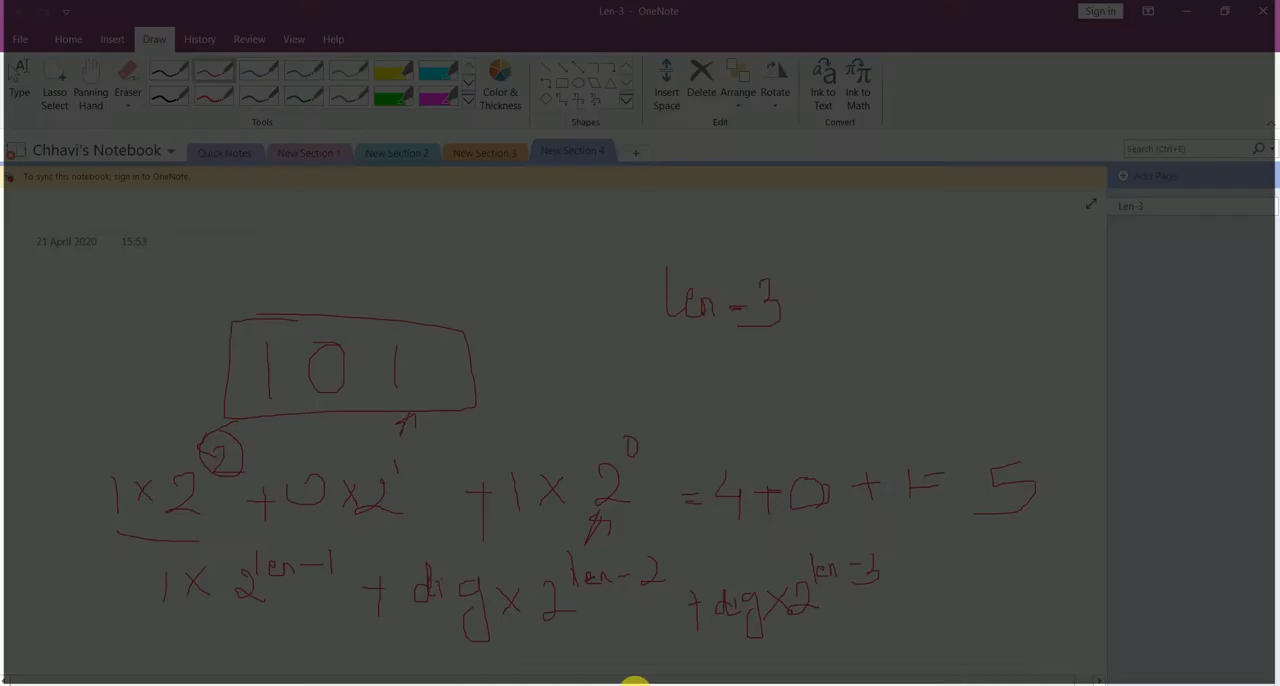 Len-3 - OneNote
Sign in
File Home Insert Draw History Review View Help
Type
Lasso Select
Panning Hand
Eraser
Color & Thickness
Insert Space
Delete
Arrange
Rotate
Ink to Text
Ink to Math
Tools
Shapes
Edit
Convert
Chhavi's Notebook
Quick Notes
New Section 1
New Section 2
New Section 3
New Section 4
+
Search (Ctrl+E)
To sync this notebook, sign in to OneNote.
Add Page
Len-3
21 April 2020 15:53
len = 3
1 0 1
1 × 2² + 0 × 2¹ + 1 × 2⁰ = 4 + 0 + 1 = 5
1 × 2^len-1 + dig × 2^len-2 + dig × 2^len-3